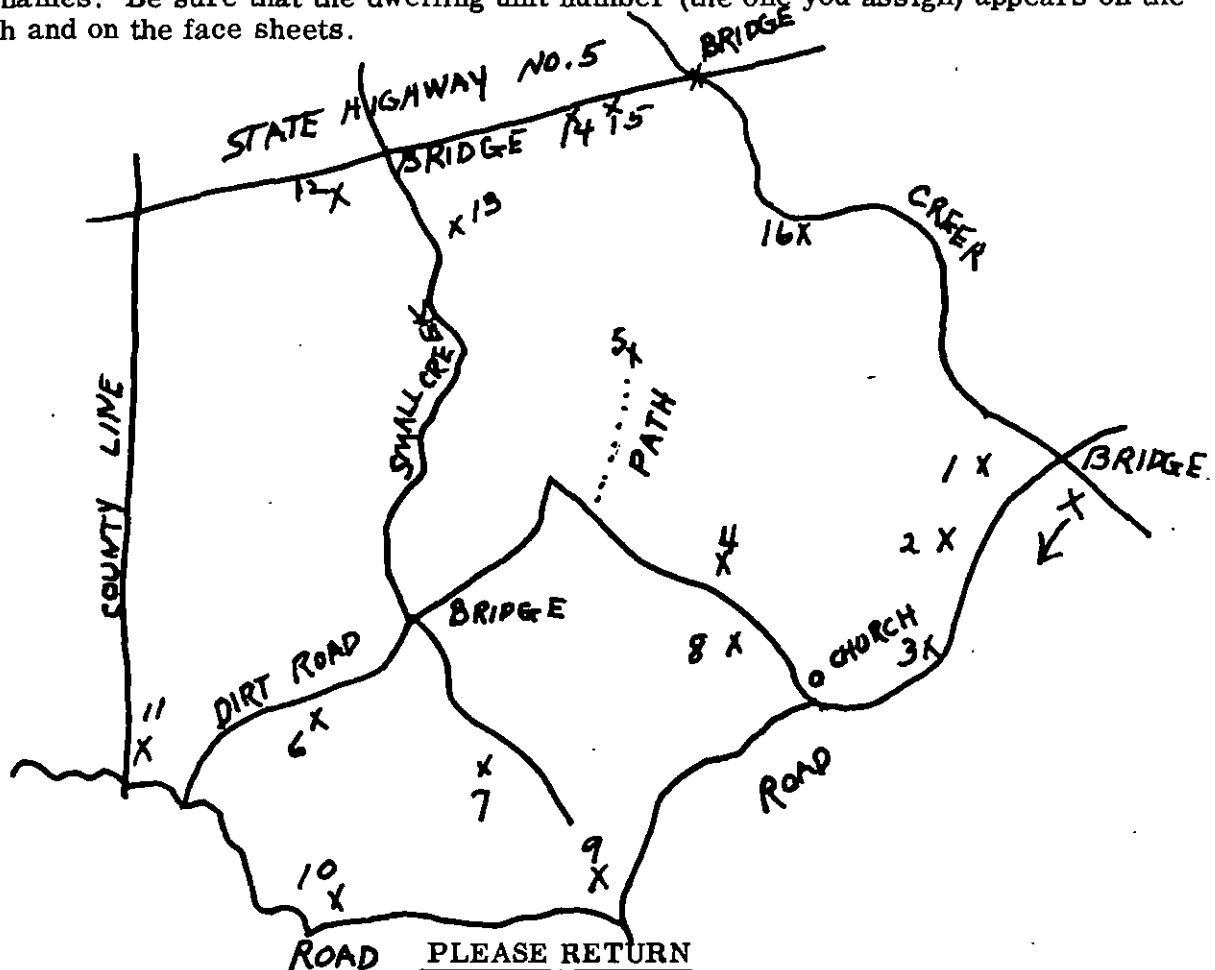 names. Be sure that the dwelling unit number (the one you assign) appears on the
h and on the face sheets.
BRIDGE
STATE HIGHWAY NO. 5
BRIDGE 14 X 15 X
12 X
X 13
16 X
CREEK
SMALL CREEK
5 X
PATH
COUNTY LINE
1 X
BRIDGE
X
2 X
4
X
BRIDGE
8 X
CHURCH
3 X
DIRT ROAD
11
X
6 X
X
7
ROAD
9
X
10
X
ROAD
PLEASE RETURN